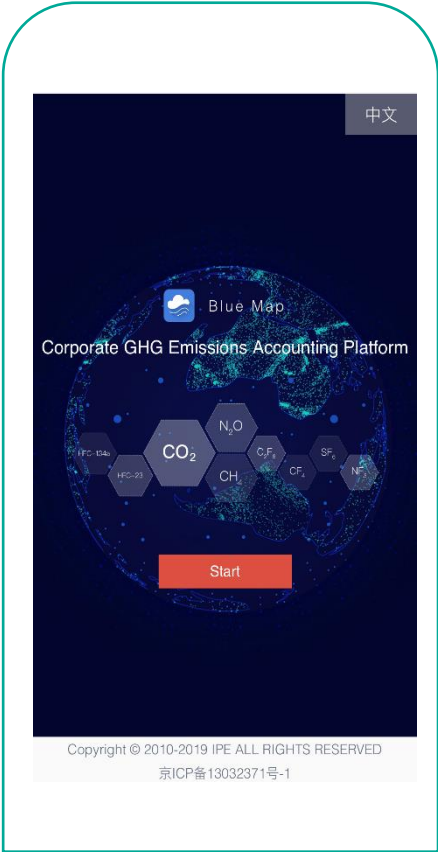 中文
Blue Map
Corporate GHG Emissions Accounting Platform
N₂O
HFC-134a
CO₂
C₂F₆
SF₆
HFC-23
CH₄
CF₄
NF₃
Start
Copyright © 2010-2019 IPE ALL RIGHTS RESERVED
京ICP备13032371号-1